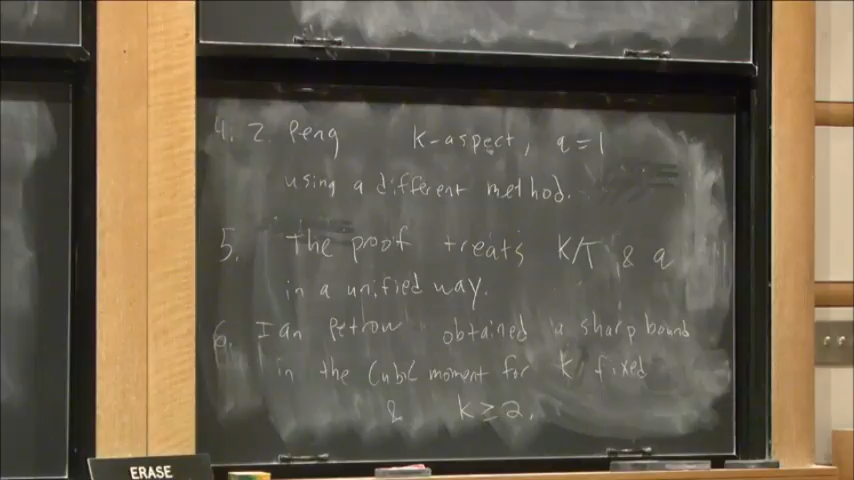 4. Z. Peng k-aspect, q=1
using a different method.
5. The proof treats k/T & q
in a unified way.
6. Ian Petrow obtained a sharp bound
in the Cubic moment for k fixed
& k≥2.
ERASE